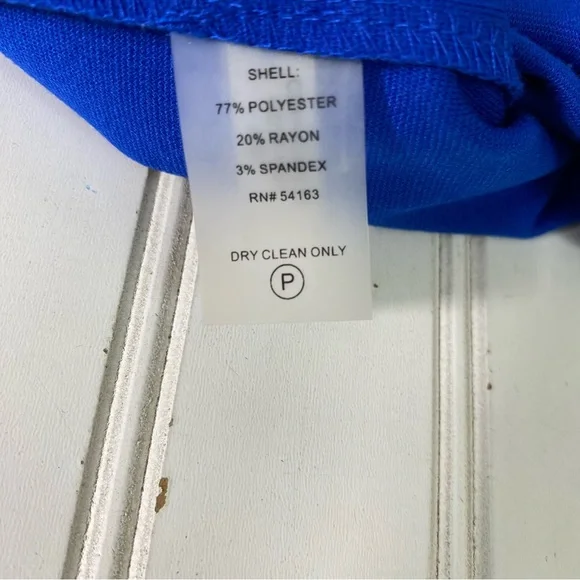 SHELL:
77% POLYESTER
20% RAYON
3% SPANDEX
RN# 54163
DRY CLEAN ONLY
P